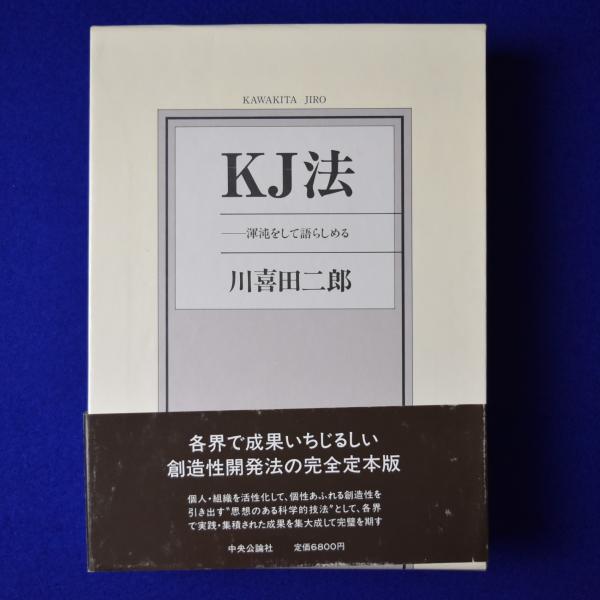 KAWAKITA JIRO
KJ法
——渾沌をして語らしめる
川喜田二郎
各界で成果いちじるしい
創造性開発法の完全定本版
個人・組織を活性化して、個性あふれる創造性を
引き出す"思想のある科学的技法"として、各界
で実践・集積された成果を集大成して完璧を期す
中央公論社 定価6800円